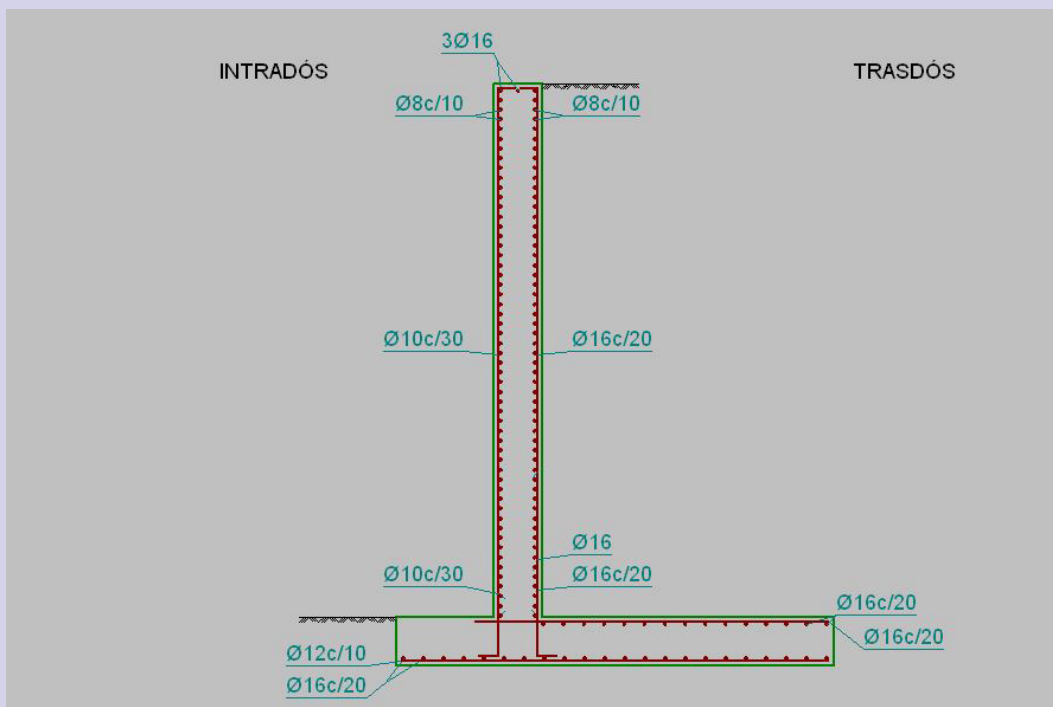 3Ø16
INTRADÓS
TRASDÓS
Ø8c/10
Ø8c/10
Ø10c/30
Ø16c/20
Ø16
Ø10c/30
Ø16c/20
Ø16c/20
Ø16c/20
Ø12c/10
Ø16c/20